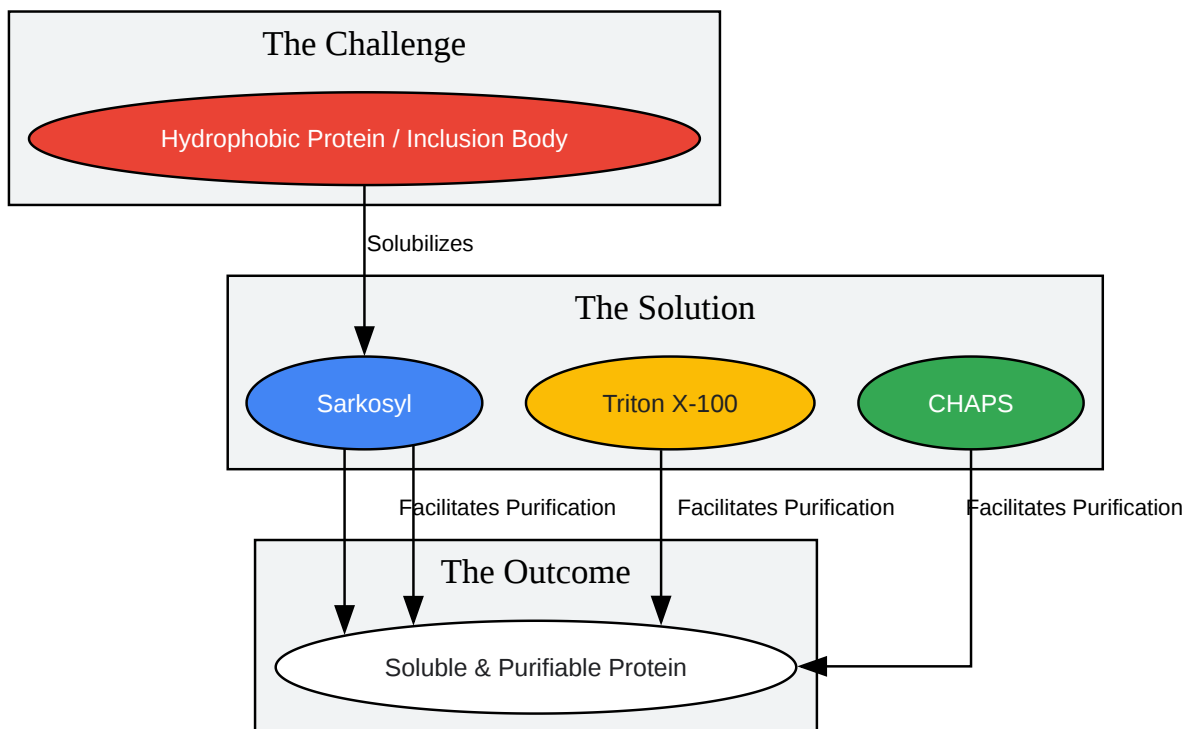 The Challenge
Hydrophobic Protein / Inclusion Body
Solubilizes
The Solution
Sarkosyl
Triton X-100
CHAPS
Facilitates Purification
Facilitates Purification
Facilitates Purification
The Outcome
Soluble & Purifiable Protein